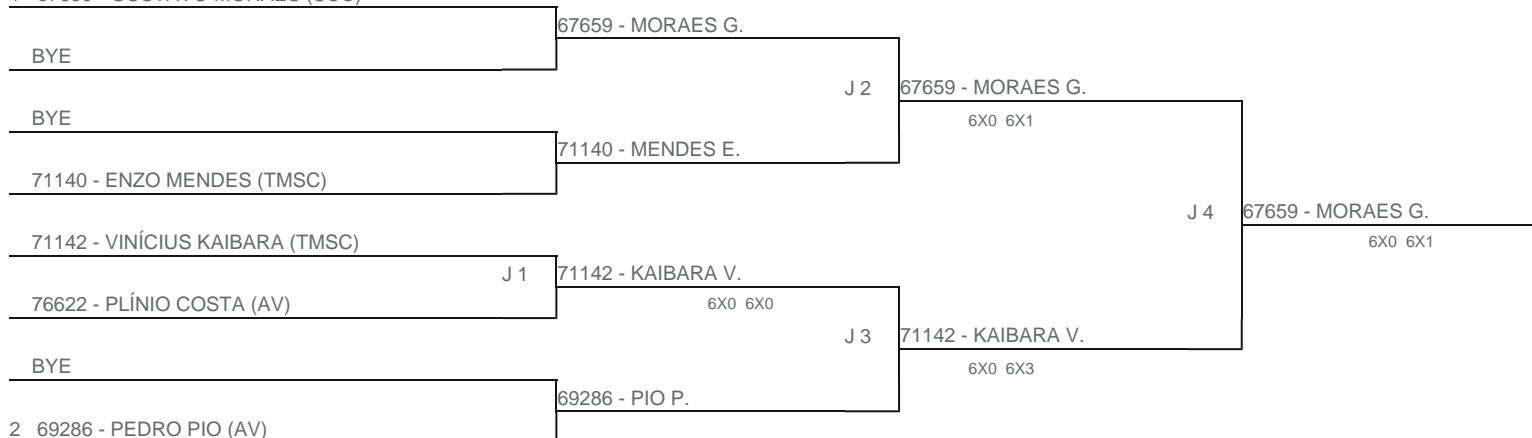 67659 - MORAES G.
BYE
J 2
67659 - MORAES G.
BYE
6X0 6X1
71140 - MENDES E.
71140 - ENZO MENDES (TMSC)
J 4
67659 - MORAES G.
71142 - VINÍCIUS KAIBARA (TMSC)
6X0 6X1
J 1
71142 - KAIBARA V.
76622 - PLÍNIO COSTA (AV)
6X0 6X0
J 3
71142 - KAIBARA V.
BYE
6X0 6X3
69286 - PIO P.
2 69286 - PEDRO PIO (AV)